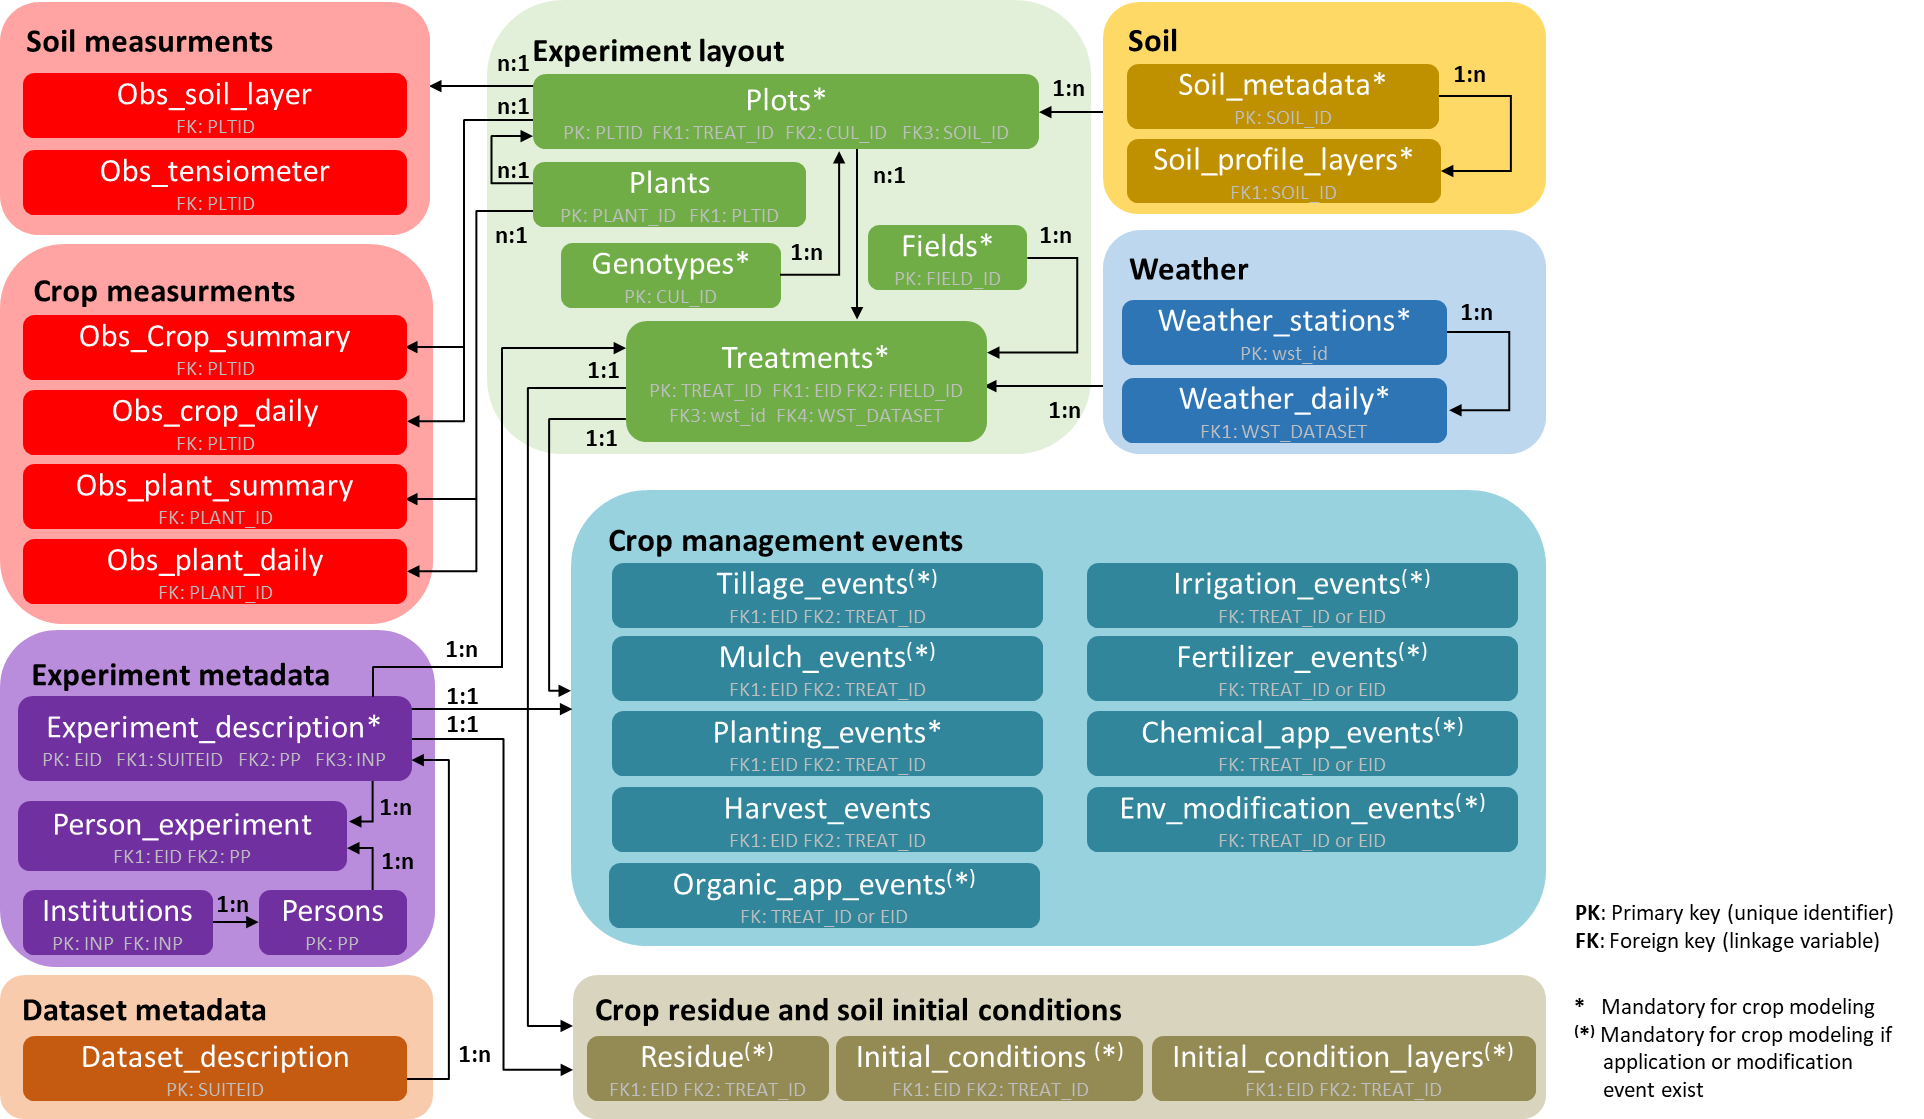 Soil measurments
Obs_soil_layer
FK: PLTID
Obs_tensiometer
FK: PLTID
Crop measurments
Obs_Crop_summary
FK: PLTID
Obs_crop_daily
FK: PLTID
Obs_plant_summary
FK: PLANT_ID
Obs_plant_daily
FK: PLANT_ID
Experiment metadata
Experiment_description*
PK: EID FK1: SUITEID FK2: PP FK3: INP
1:n
Person_experiment
FK1: EID FK2: PP
1:n
Institutions
PK: INP FK: INP
1:n
Persons
PK: PP
Dataset metadata
Dataset_description
PK: SUITEID
1:n
1:n
1:1
1:1
Experiment layout
n:1
n:1
n:1
n:1
Plots*
PK: PLTID FK1: TREAT_ID FK2: CUL_ID FK3: SOIL_ID
1:n
Plants
PK: PLANT_ID FK1: PLTID
n:1
Genotypes*
PK: CUL_ID
1:n
Fields*
PK: FIELD_ID
1:n
Treatments*
PK: TREAT_ID FK1: EID FK2: FIELD_ID
FK3: wst_id FK4: WST_DATASET
1:1
1:1
1:n
Soil
Soil_metadata*
PK: SOIL_ID
1:n
Soil_profile_layers*
FK1: SOIL_ID
Weather
Weather_stations*
PK: wst_id
1:n
Weather_daily*
FK1: WST_DATASET
Crop management events
Tillage_events(*)
FK1: EID FK2: TREAT_ID
Mulch_events(*)
FK1: EID FK2: TREAT_ID
Planting_events*
FK1: EID FK2: TREAT_ID
Harvest_events
FK1: EID FK2: TREAT_ID
Organic_app_events(*)
FK: TREAT_ID or EID
Irrigation_events(*)
FK: TREAT_ID or EID
Fertilizer_events(*)
FK: TREAT_ID or EID
Chemical_app_events(*)
FK: TREAT_ID or EID
Env_modification_events(*)
FK: TREAT_ID or EID
Crop residue and soil initial conditions
Residue(*)
FK1: EID FK2: TREAT_ID
Initial_conditions (*)
FK1: EID FK2: TREAT_ID
Initial_condition_layers(*)
FK1: EID FK2: TREAT_ID
PK: Primary key (unique identifier)
FK: Foreign key (linkage variable)
* Mandatory for crop modeling
(*) Mandatory for crop modeling if
application or modification
event exist